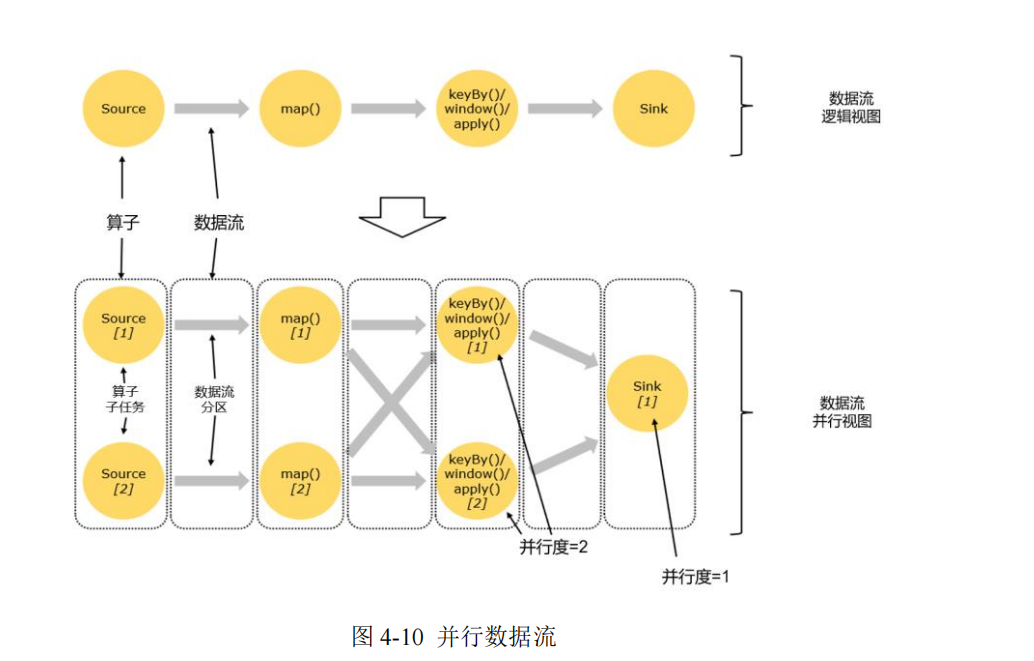 Source
map()
keyBy()/
window()/
apply()
Sink
数据流
逻辑视图
算子
数据流
Source
[1]
map()
[1]
keyBy()/
window()/
apply()
[1]
算子
子任务
数据流
分区
Sink
[1]
数据流
并行视图
Source
[2]
map()
[2]
keyBy()/
window()/
apply()
[2]
并行度=2
并行度=1
图 4-10 并行数据流